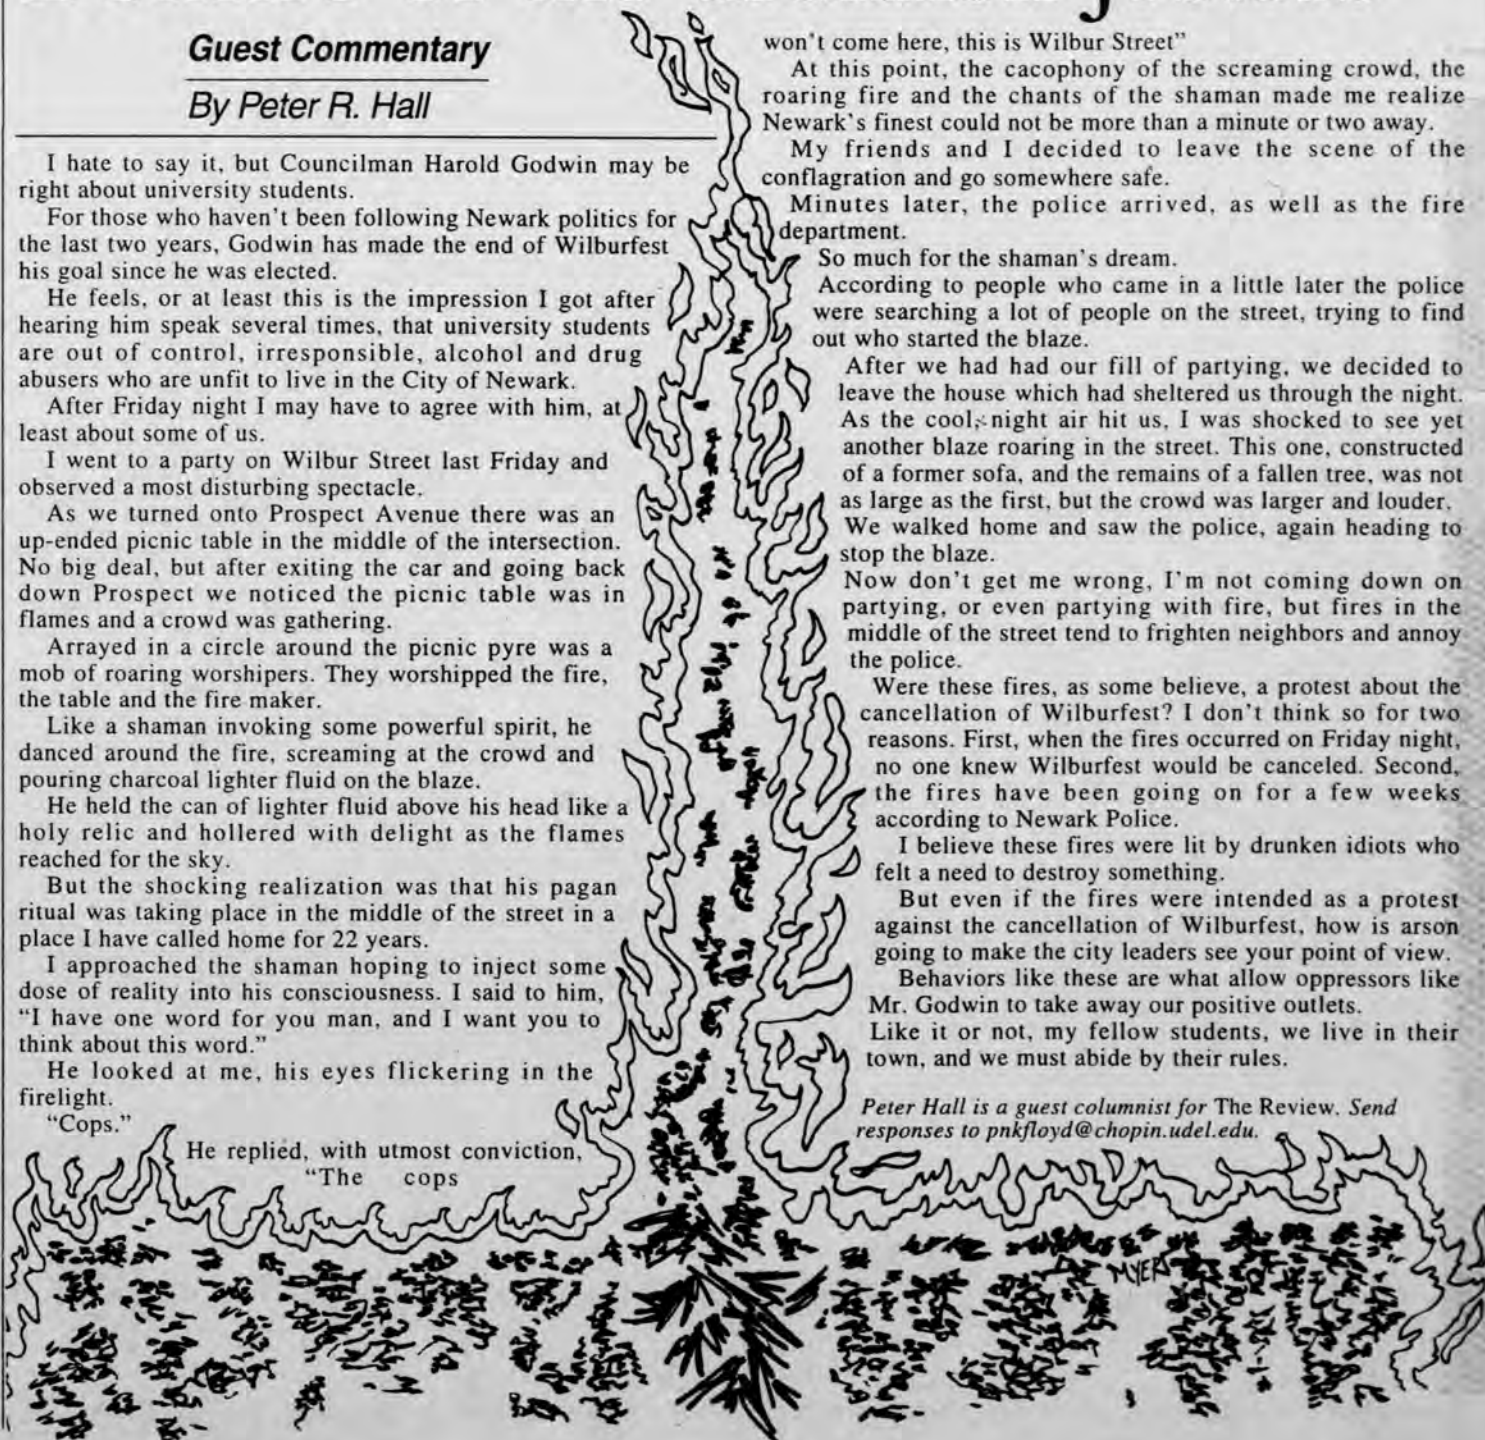 Guest Commentary
By Peter R. Hall
I hate to say it, but Councilman Harold Godwin may be
right about university students.
For those who haven't been following Newark politics for
the last two years, Godwin has made the end of Wilburfest
his goal since he was elected.
He feels, or at least this is the impression I got after
hearing him speak several times, that university students
are out of control, irresponsible, alcohol and drug
abusers who are unfit to live in the City of Newark.
After Friday night I may have to agree with him, at
least about some of us.
I went to a party on Wilbur Street last Friday and
observed a most disturbing spectacle.
As we turned onto Prospect Avenue there was an
up-ended picnic table in the middle of the intersection.
No big deal, but after exiting the car and going back
down Prospect we noticed the picnic table was in
flames and a crowd was gathering.
Arrayed in a circle around the picnic pyre was a
mob of roaring worshipers. They worshipped the fire,
the table and the fire maker.
Like a shaman invoking some powerful spirit, he
danced around the fire, screaming at the crowd and
pouring charcoal lighter fluid on the blaze.
He held the can of lighter fluid above his head like a
holy relic and hollered with delight as the flames
reached for the sky.
But the shocking realization was that his pagan
ritual was taking place in the middle of the street in a
place I have called home for 22 years.
I approached the shaman hoping to inject some
dose of reality into his consciousness. I said to him,
"I have one word for you man, and I want you to
think about this word."
He looked at me, his eyes flickering in the
firelight.
"Cops."
He replied, with utmost conviction,
"The cops
won't come here, this is Wilbur Street"
At this point, the cacophony of the screaming crowd, the
roaring fire and the chants of the shaman made me realize
Newark's finest could not be more than a minute or two away.
My friends and I decided to leave the scene of the
conflagration and go somewhere safe.
Minutes later, the police arrived, as well as the fire
department.
So much for the shaman's dream.
According to people who came in a little later the police
were searching a lot of people on the street, trying to find
out who started the blaze.
After we had had our fill of partying, we decided to
leave the house which had sheltered us through the night.
As the cool, night air hit us, I was shocked to see yet
another blaze roaring in the street. This one, constructed
of a former sofa, and the remains of a fallen tree, was not
as large as the first, but the crowd was larger and louder.
We walked home and saw the police, again heading to
stop the blaze.
Now don't get me wrong, I'm not coming down on
partying, or even partying with fire, but fires in the
middle of the street tend to frighten neighbors and annoy
the police.
Were these fires, as some believe, a protest about the
cancellation of Wilburfest? I don't think so for two
reasons. First, when the fires occurred on Friday night,
no one knew Wilburfest would be canceled. Second,
the fires have been going on for a few weeks
according to Newark Police.
I believe these fires were lit by drunken idiots who
felt a need to destroy something.
But even if the fires were intended as a protest
against the cancellation of Wilburfest, how is arson
going to make the city leaders see your point of view.
Behaviors like these are what allow oppressors like
Mr. Godwin to take away our positive outlets.
Like it or not, my fellow students, we live in their
town, and we must abide by their rules.
Peter Hall is a guest columnist for The Review. Send
responses to pnkfloyd@chopin.udel.edu.
MYERS